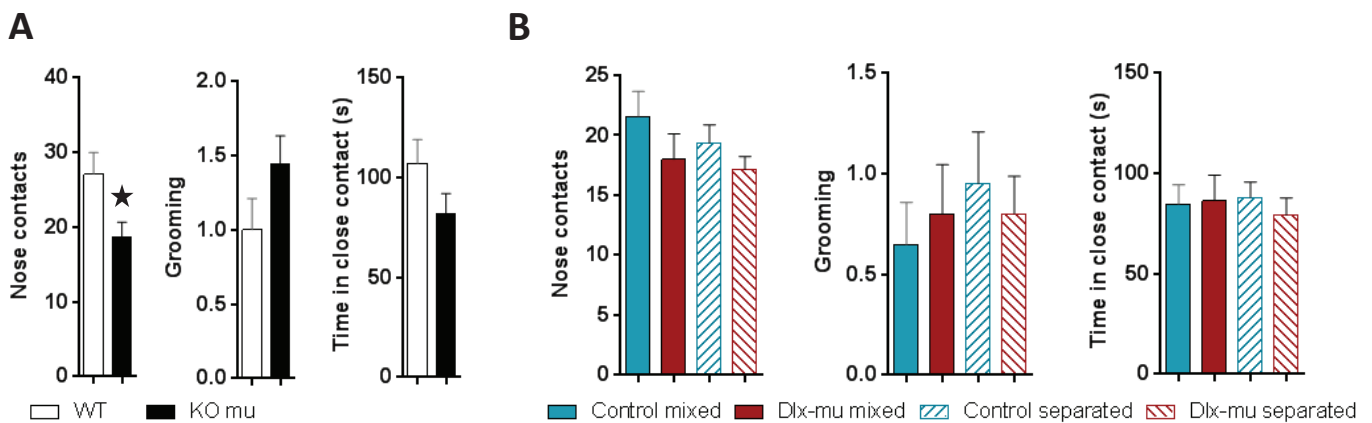 A
B
Nose contacts
40
30
20
10
0
Grooming
2.0
1.5
1.0
0.5
0.0
Time in close contact (s)
150
100
50
0
WT
KO mu
Nose contacts
25
20
15
10
5
0
Grooming
1.5
1.0
0.5
0.0
Time in close contact (s)
150
100
50
0
Control mixed
Dlx-mu mixed
Control separated
Dlx-mu separated